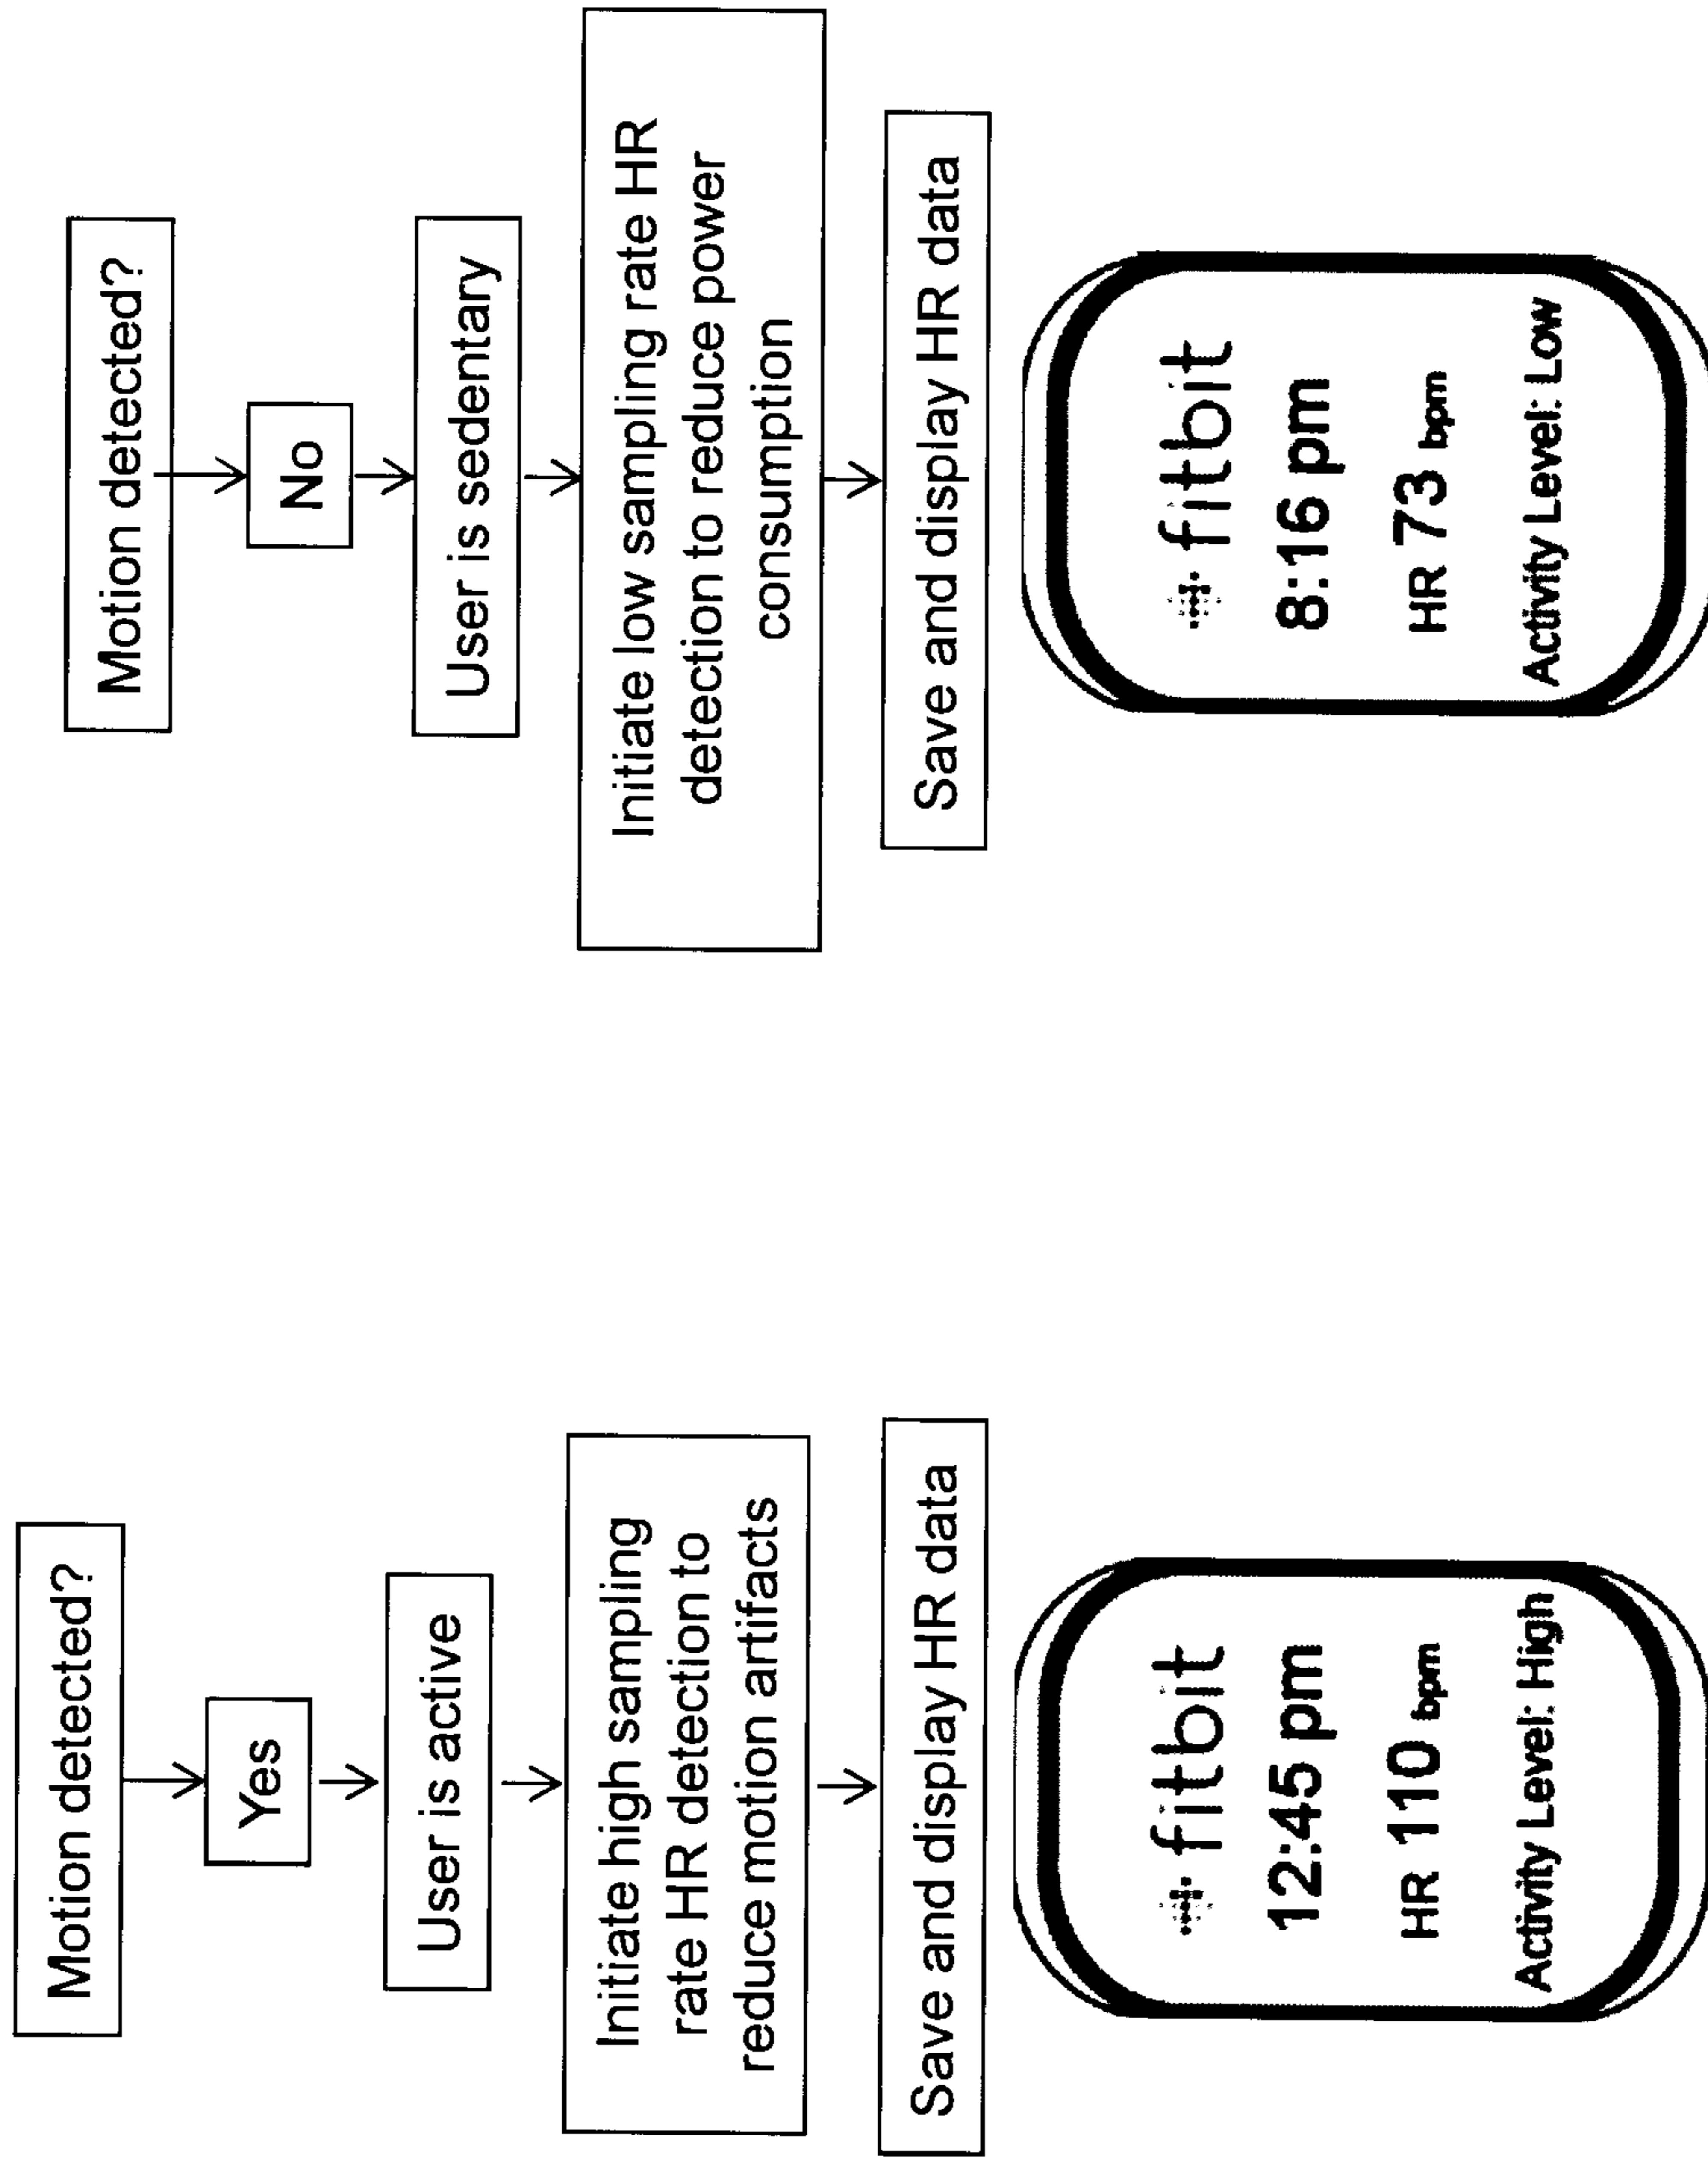 Motion detected?
Yes
User is active
Initiate high sampling
rate HR detection to
reduce motion artifacts
Save and display HR data
fitbit
12:45 pm
HR 110 bpm
Activity Level: High
Motion detected?
No
User is sedentary
Initiate low sampling rate HR
detection to reduce power
consumption
Save and display HR data
fitbit
8:16 pm
HR 73 bpm
Activity Level: Low